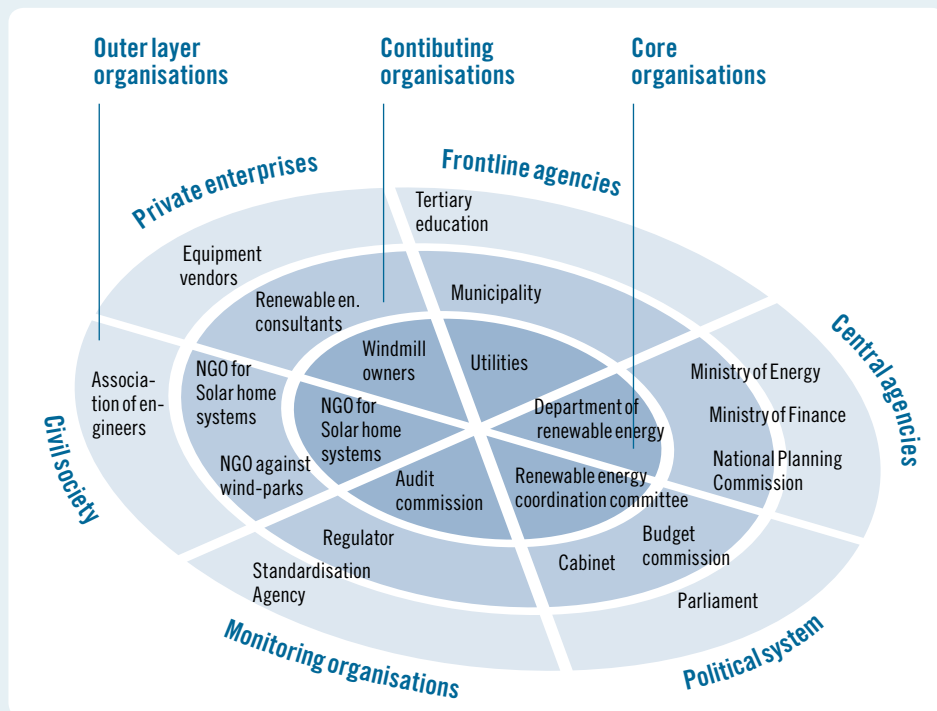 Outer layer
organisations
Contibuting
organisations
Core
organisations
Private enterprises
Frontline agencies
Central agencies
Civil society
Monitoring organisations
Political system
Tertiary
education
Equipment
vendors
Renewable en.
consultants
Municipality
Windmill
owners
Utilities
Associa-
tion of en-
gineers
NGO for
Solar home
systems
NGO for
Solar home
systems
NGO against
wind-parks
Department of
renewable energy
Ministry of Energy
Ministry of Finance
National Planning
Commission
Audit
commission
Renewable energy
coordination committee
Regulator
Standardisation
Agency
Cabinet
Budget
commission
Parliament